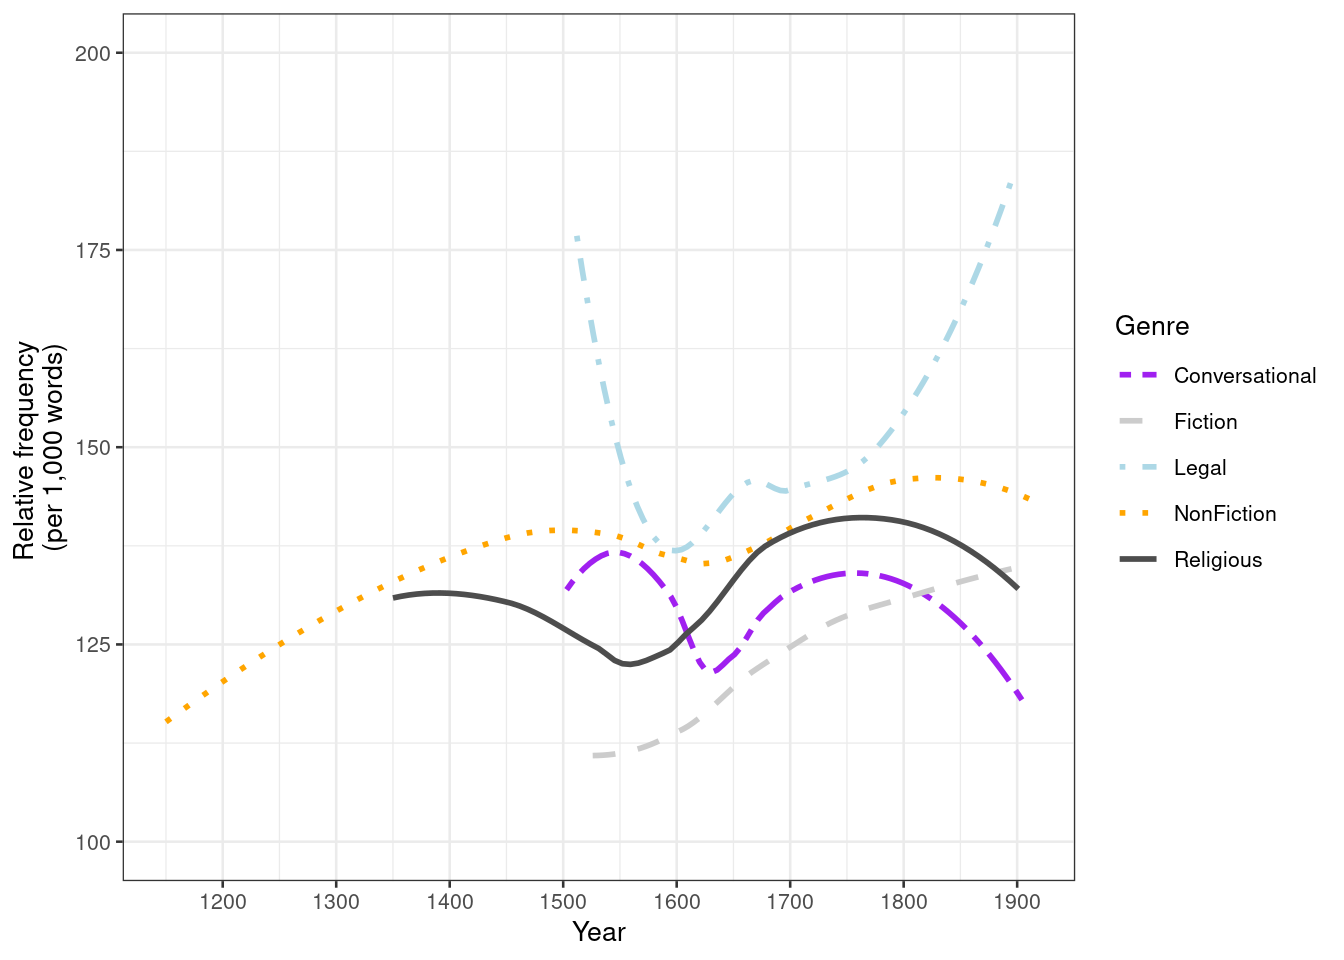 200
175
150
125
100
Relative frequency
(per 1,000 words)
1200 1300 1400 1500 1600 1700 1800 1900
Year
Genre
Conversational
Fiction
Legal
NonFiction
Religious